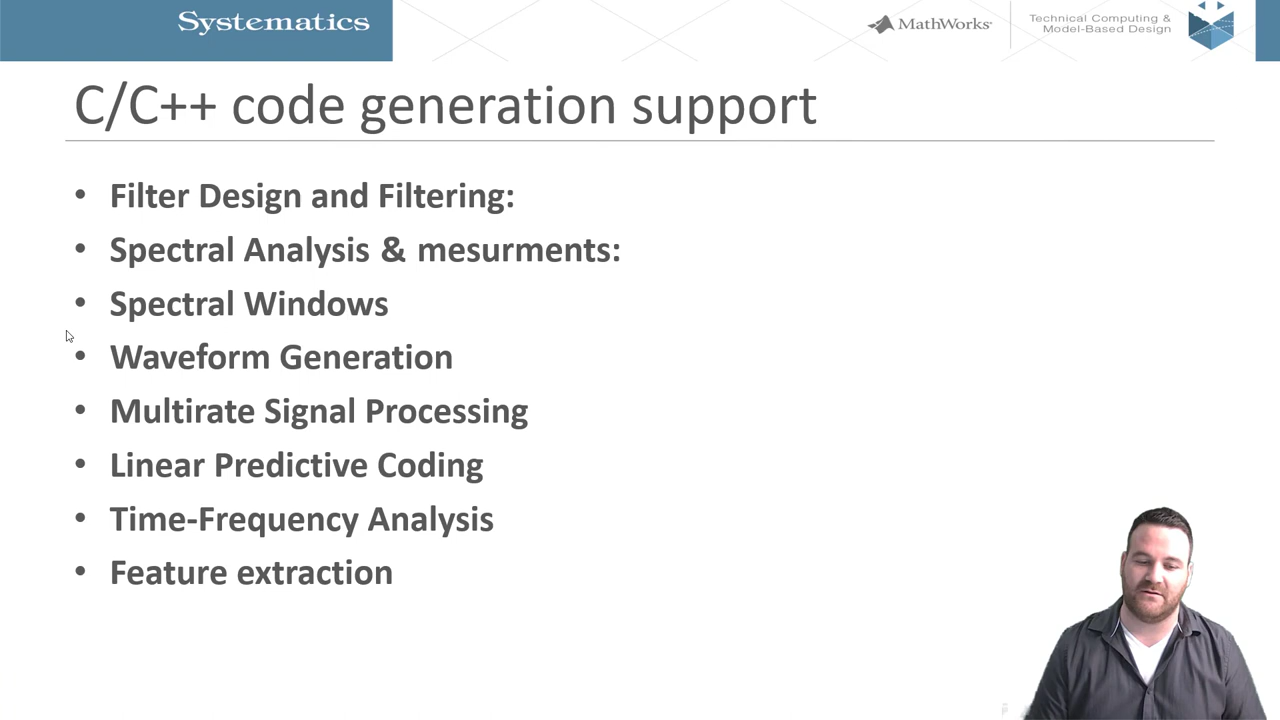 Systematics
MathWorks
Technical Computing &
Model-Based Design
C/C++ code generation support
• Filter Design and Filtering:
• Spectral Analysis & mesurments:
• Spectral Windows
• Waveform Generation
• Multirate Signal Processing
• Linear Predictive Coding
• Time-Frequency Analysis
• Feature extraction